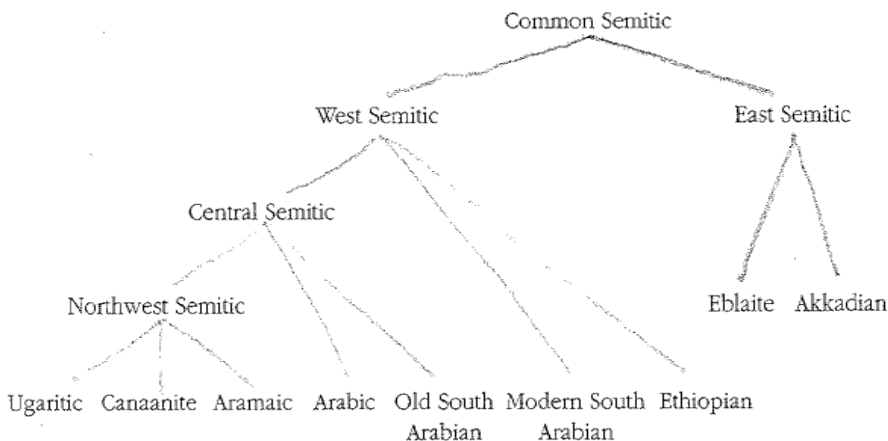 Common Semitic
West Semitic
East Semitic
Central Semitic
Northwest Semitic
Eblaite
Akkadian
Ugaritic
Canaanite
Aramaic
Arabic
Old South
Arabian
Modern South
Arabian
Ethiopian